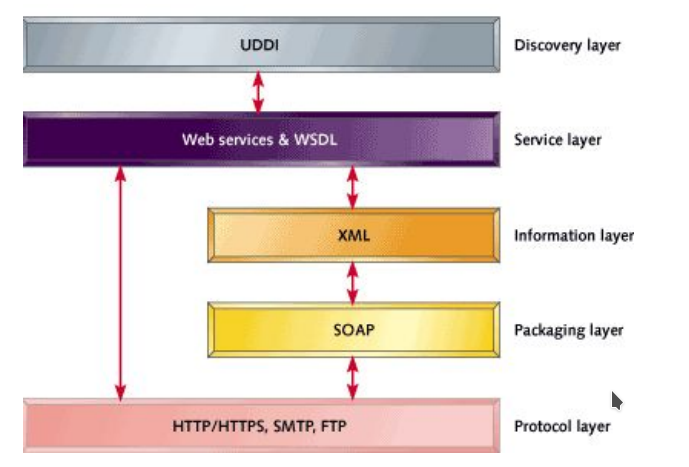 UDDI Discovery layer
Web services & WSDL Service layer
XML Information layer
SOAP Packaging layer
HTTP/HTTPS, SMTP, FTP Protocol layer